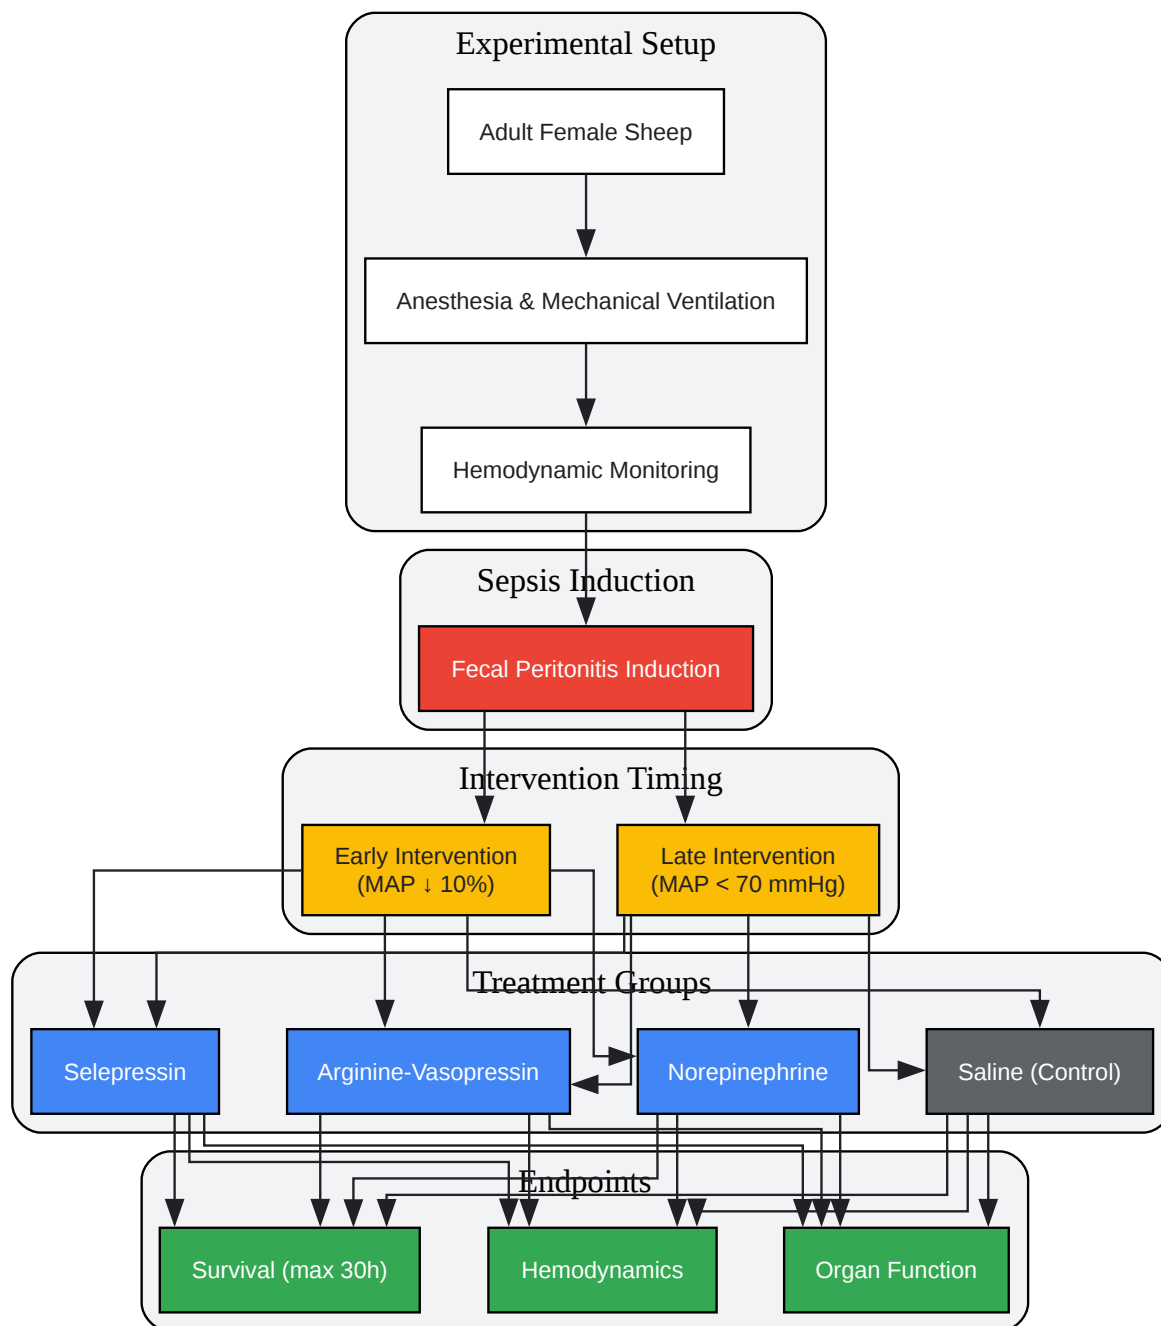 Experimental Setup
Adult Female Sheep
Anesthesia & Mechanical Ventilation
Hemodynamic Monitoring
Sepsis Induction
Fecal Peritonitis Induction
Intervention Timing
Early Intervention
(MAP ↓ 10%)
Late Intervention
(MAP < 70 mmHg)
Treatment Groups
Selepressin
Arginine-Vasopressin
Norepinephrine
Saline (Control)
Endpoints
Survival (max 30h)
Hemodynamics
Organ Function